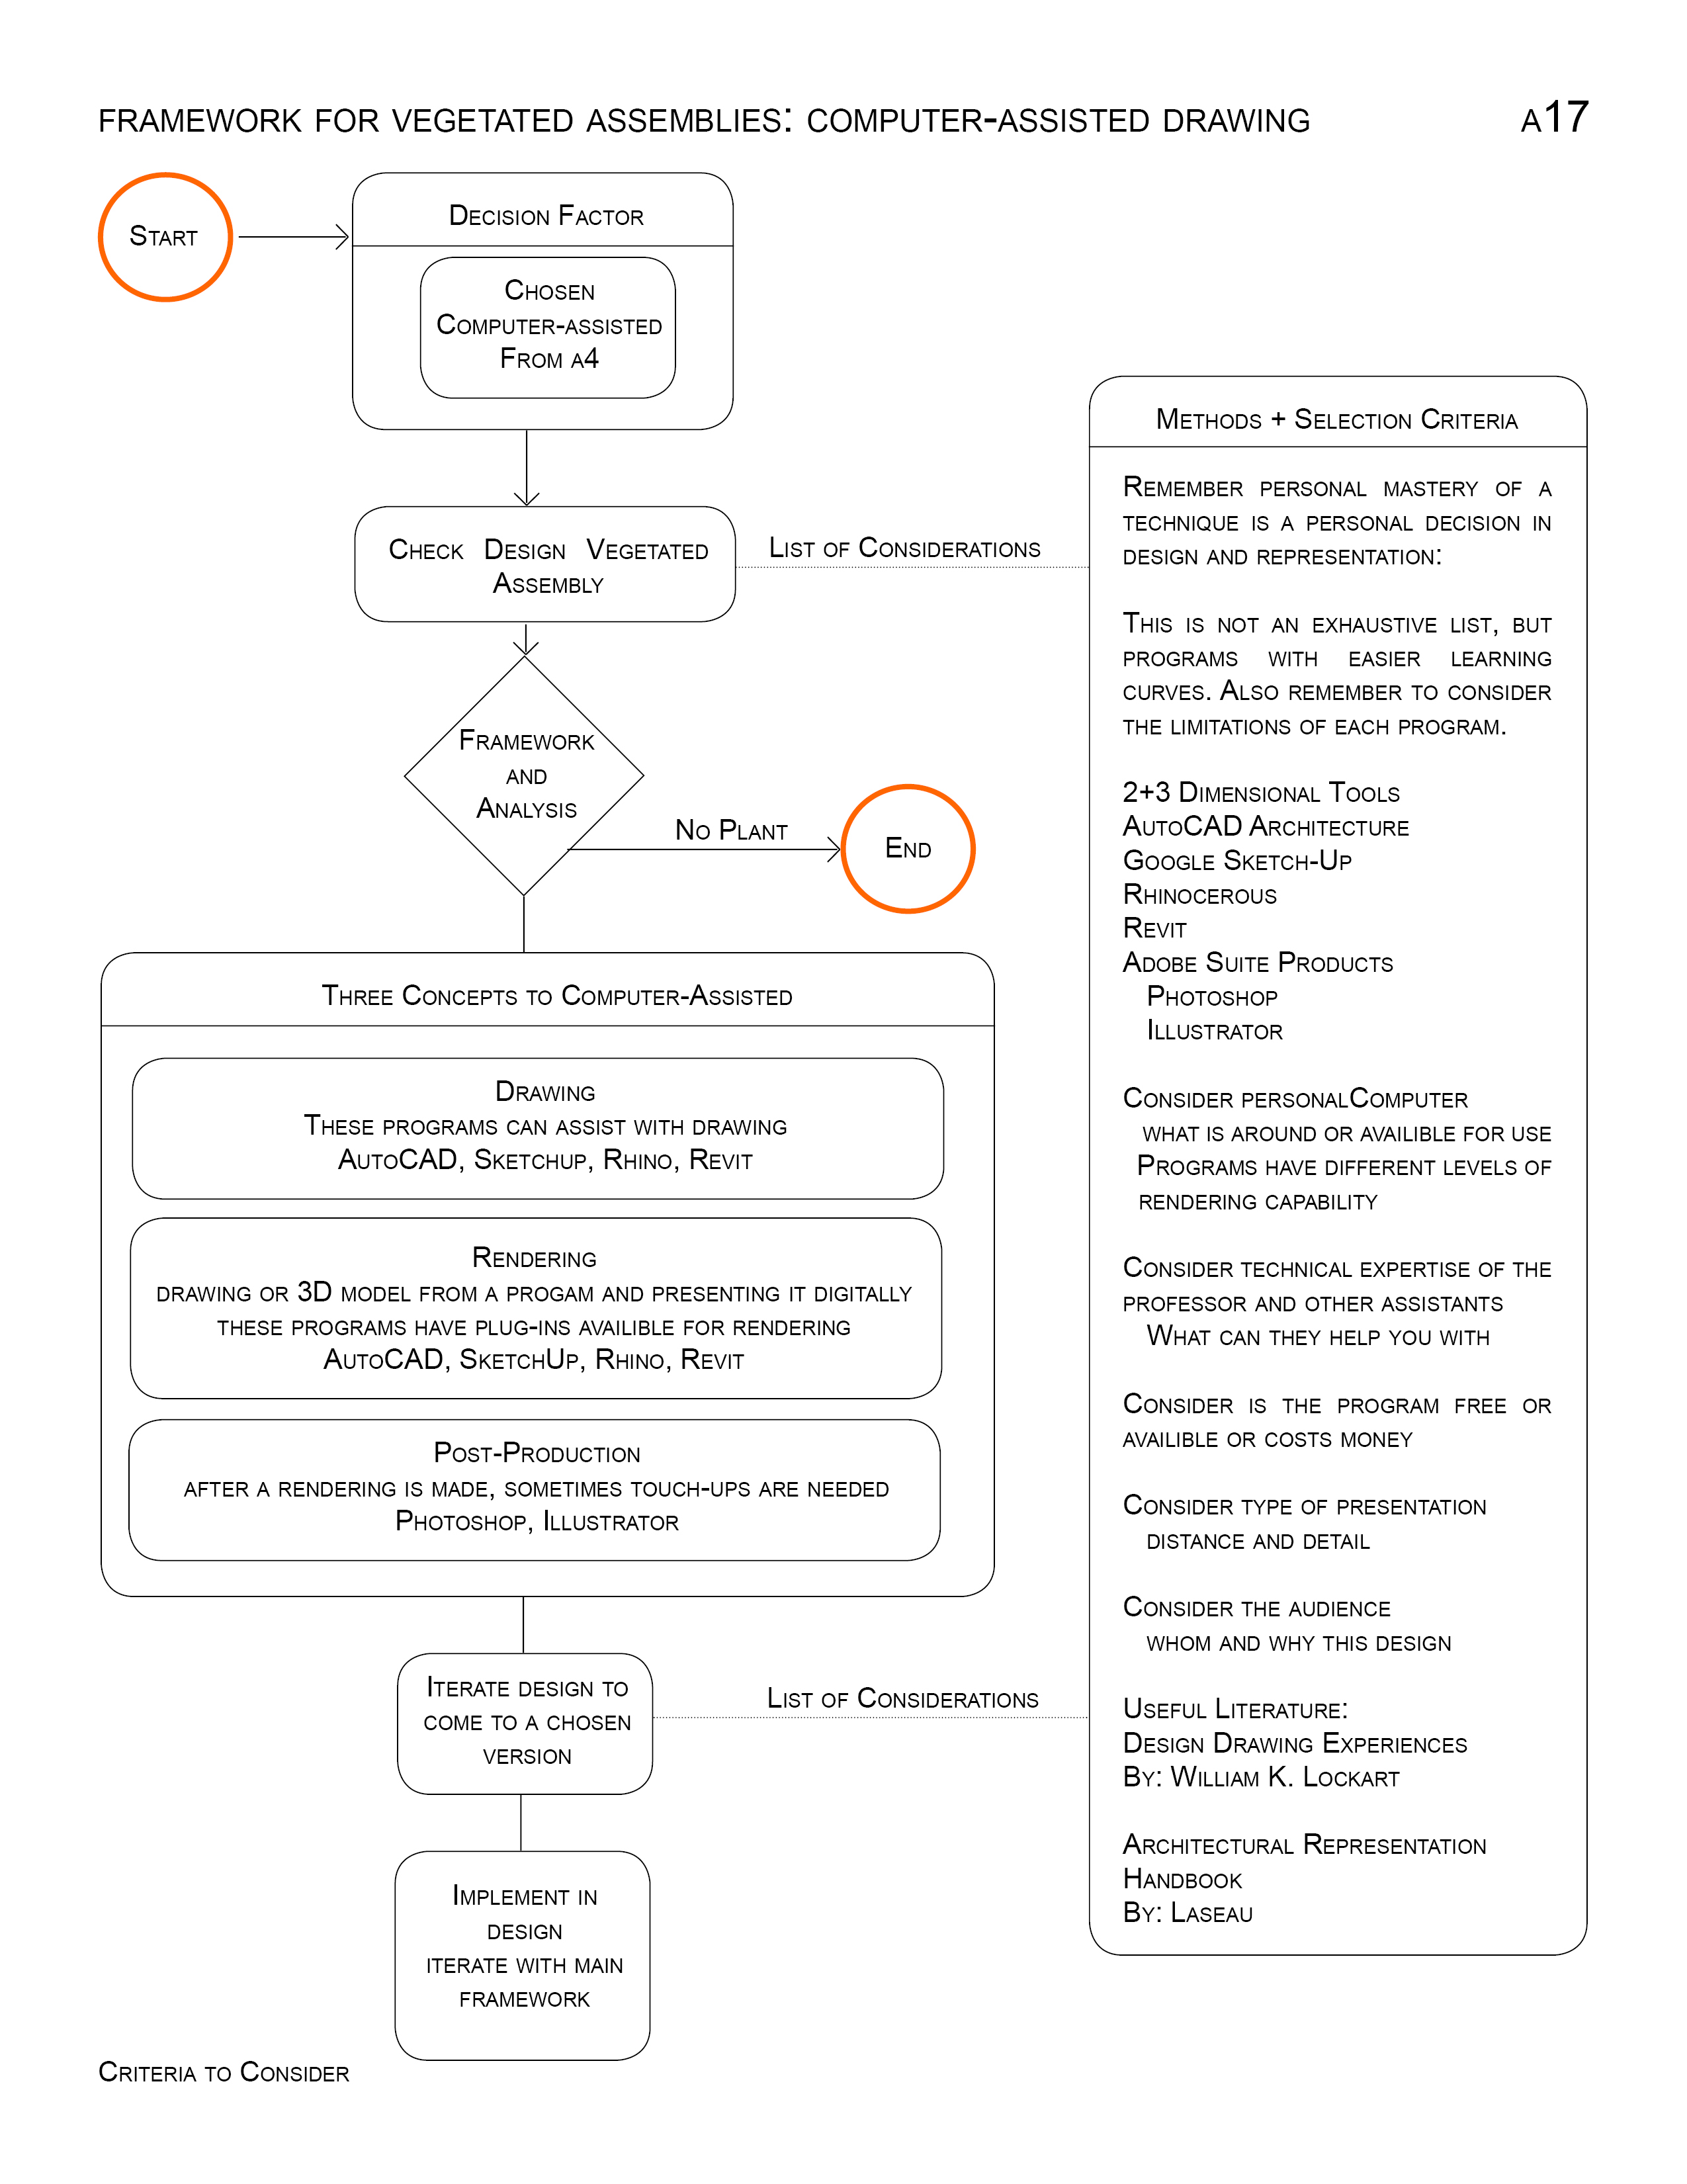 FRAMEWORK FOR VEGETATED ASSEMBLIES: COMPUTER-ASSISTED DRAWING
A17
START
DECISION FACTOR
CHOSEN
COMPUTER-ASSISTED
FROM A4
CHECK DESIGN VEGETATED
ASSEMBLY
LIST OF CONSIDERATIONS
FRAMEWORK
AND
ANALYSIS
NO PLANT
END
THREE CONCEPTS TO COMPUTER-ASSISTED
DRAWING
THESE PROGRAMS CAN ASSIST WITH DRAWING
AUTOCAD, SKETCHUP, RHINO, REVIT
RENDERING
DRAWING OR 3D MODEL FROM A PROGAM AND PRESENTING IT DIGITALLY
THESE PROGRAMS HAVE PLUG-INS AVAILIBLE FOR RENDERING
AUTOCAD, SKETCHUP, RHINO, REVIT
POST-PRODUCTION
AFTER A RENDERING IS MADE, SOMETIMES TOUCH-UPS ARE NEEDED
PHOTOSHOP, ILLUSTRATOR
ITERATE DESIGN TO
COME TO A CHOSEN
VERSION
LIST OF CONSIDERATIONS
IMPLEMENT IN
DESIGN
ITERATE WITH MAIN
FRAMEWORK
METHODS + SELECTION CRITERIA
REMEMBER PERSONAL MASTERY OF A
TECHNIQUE IS A PERSONAL DECISION IN
DESIGN AND REPRESENTATION:
THIS IS NOT AN EXHAUSTIVE LIST, BUT
PROGRAMS WITH EASIER LEARNING
CURVES. ALSO REMEMBER TO CONSIDER
THE LIMITATIONS OF EACH PROGRAM.
2+3 DIMENSIONAL TOOLS
AUTOCAD ARCHITECTURE
GOOGLE SKETCH-UP
RHINOCEROUS
REVIT
ADOBE SUITE PRODUCTS
PHOTOSHOP
ILLUSTRATOR
CONSIDER PERSONALCOMPUTER
WHAT IS AROUND OR AVAILIBLE FOR USE
PROGRAMS HAVE DIFFERENT LEVELS OF
RENDERING CAPABILITY
CONSIDER TECHNICAL EXPERTISE OF THE
PROFESSOR AND OTHER ASSISTANTS
WHAT CAN THEY HELP YOU WITH
CONSIDER IS THE PROGRAM FREE OR
AVAILIBLE OR COSTS MONEY
CONSIDER TYPE OF PRESENTATION
DISTANCE AND DETAIL
CONSIDER THE AUDIENCE
WHOM AND WHY THIS DESIGN
USEFUL LITERATURE:
DESIGN DRAWING EXPERIENCES
BY: WILLIAM K. LOCKART
ARCHITECTURAL REPRESENTATION
HANDBOOK
BY: LASEAU
CRITERIA TO CONSIDER